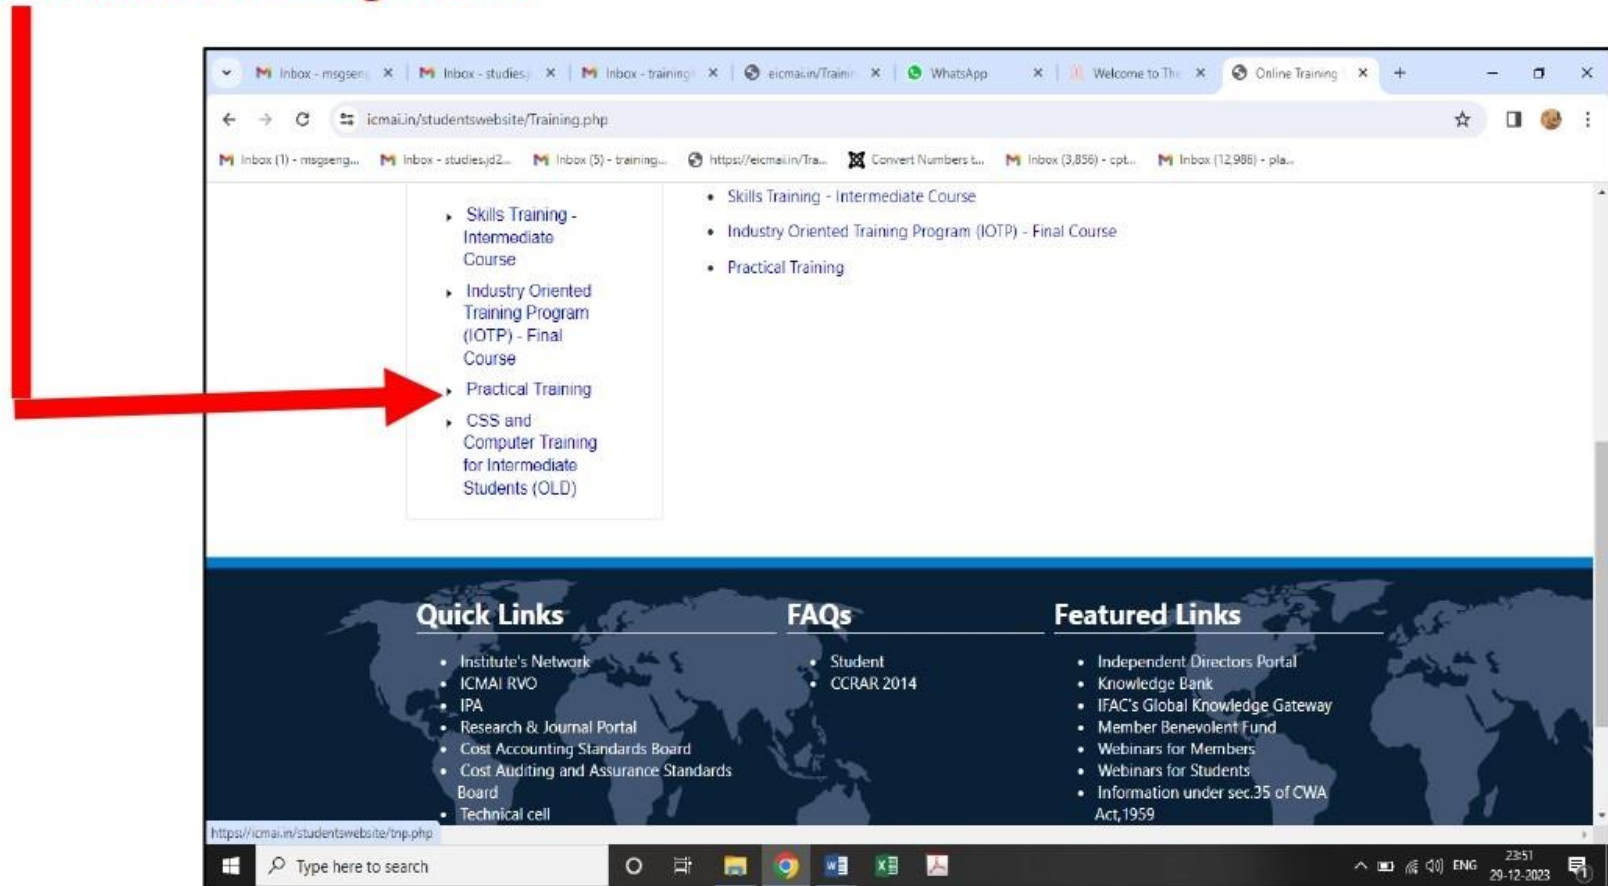 Inbox - msgseng
Inbox - studies.j
Inbox - training
eicmai.in/Trainin
WhatsApp
Welcome to The
Online Training
icmai.in/studentswebsite/Training.php
Inbox (1) - msgseng...
Inbox - studies.jd2...
Inbox (5) - training...
https://eicmai.in/Tra...
Convert Numbers t...
Inbox (3,856) - cpt...
Inbox (12,986) - pla...
Skills Training -
Intermediate
Course
Industry Oriented
Training Program
(IOTP) - Final
Course
Practical Training
CSS and
Computer Training
for Intermediate
Students (OLD)
Skills Training - Intermediate Course
Industry Oriented Training Program (IOTP) - Final Course
Practical Training
Quick Links
Institute's Network
ICMAI RVO
IPA
Research & Journal Portal
Cost Accounting Standards Board
Cost Auditing and Assurance Standards
Board
Technical cell
FAQs
Student
CCRAR 2014
Featured Links
Independent Directors Portal
Knowledge Bank
IFAC's Global Knowledge Gateway
Member Benevolent Fund
Webinars for Members
Webinars for Students
Information under sec.35 of CWA
Act,1959
https://icmai.in/studentswebsite/tnp.php
Type here to search
ENG
23:51
29-12-2023